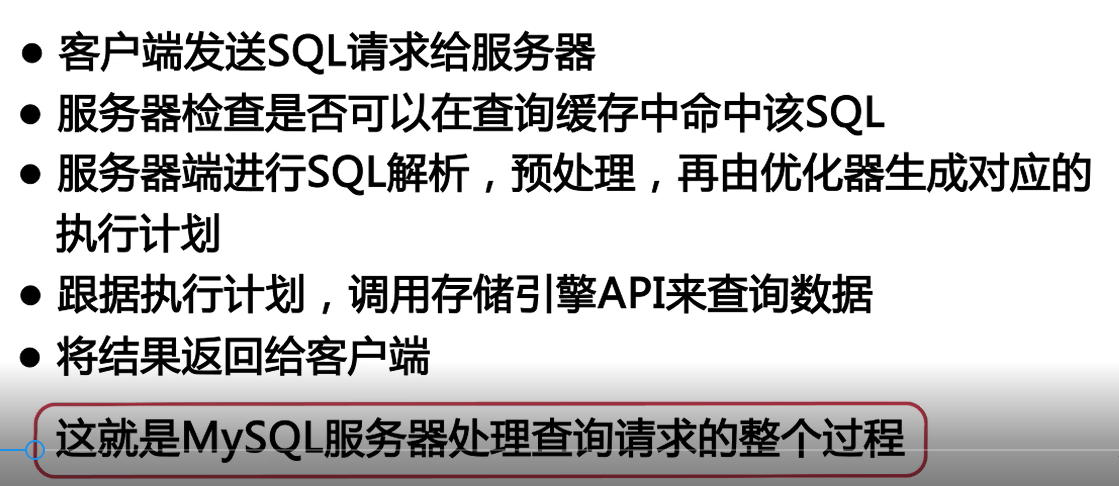 ● 客户端发送SQL请求给服务器
● 服务器检查是否可以在查询缓存中命中该SQL
● 服务器端进行SQL解析，预处理，再由优化器生成对应的
执行计划
● 跟据执行计划，调用存储引擎API来查询数据
● 将结果返回给客户端
这就是MySQL服务器处理查询请求的整个过程